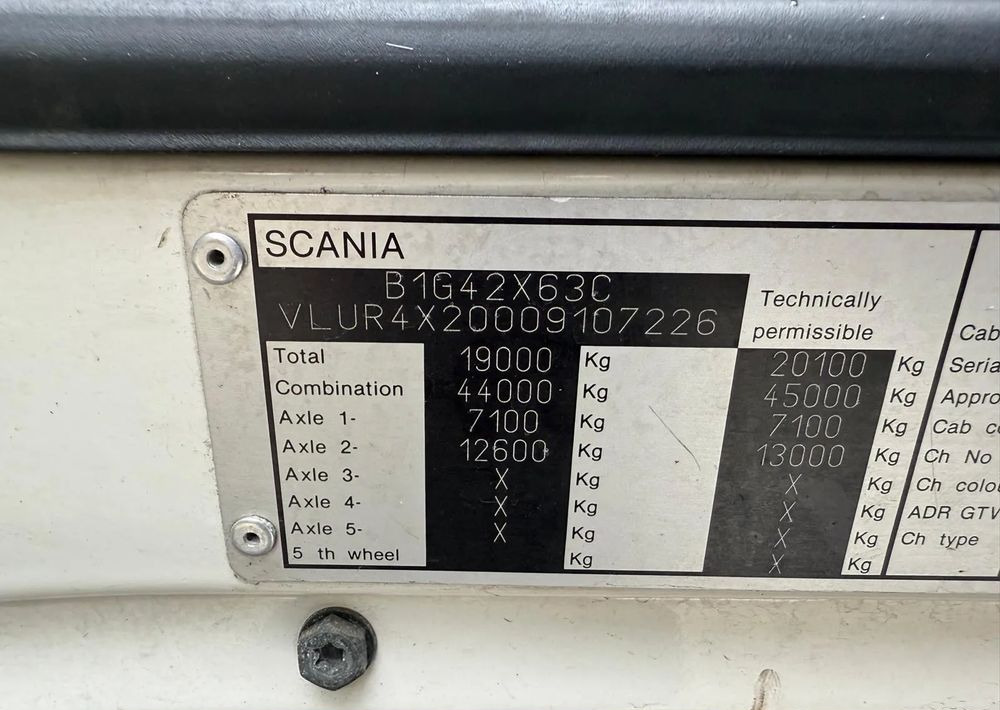 SCANIA
B1G42X63C
VLUR4X20009107226
Technically
permissible
Total 19000 Kg 20100 Kg
Combination 44000 Kg 45000 Kg
Axle 1- 7100 Kg 7100 Kg
Axle 2- 12600 Kg 13000 Kg
Axle 3- X Kg X Kg
Axle 4- X Kg X Kg
Axle 5- X Kg X Kg
5 th wheel Kg X Kg
Cab
Seria
Appro
Cab co
Ch No
Ch colou
ADR GTW
Ch type